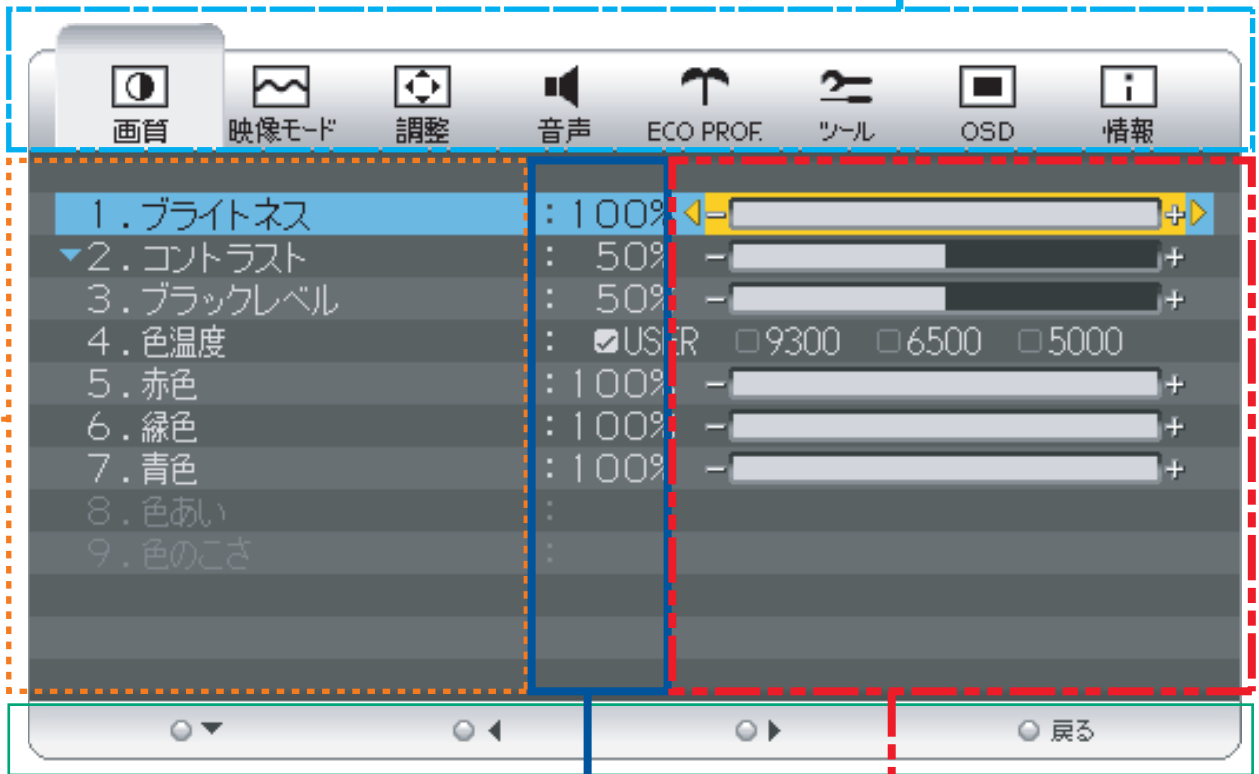 画質 映像モード 調整 音声 ECO PROF. ツール OSD 情報
1.ブライトネス : 100% − +
2.コントラスト : 50% − +
3.ブラックレベル : 50% − +
4.色温度 : USER 9300 6500 5000
5.赤色 : 100% − +
6.緑色 : 100% − +
7.青色 : 100% − +
8.色あい :
9.色のこさ :
戻る